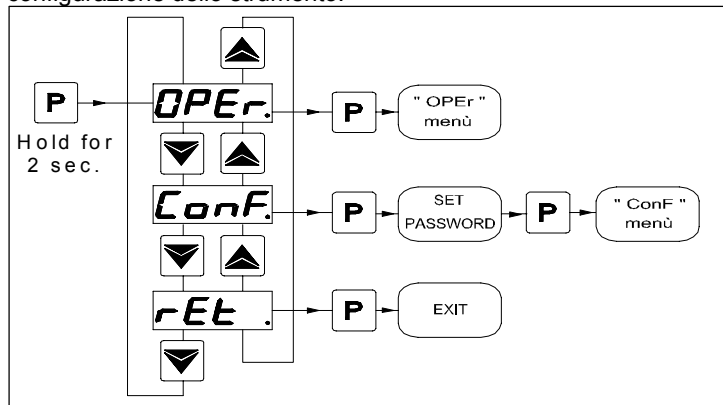 configurazione dello strumento.
P
Hold for
2 sec.
OPEr.
P
" OPEr "
menù
ConF.
P
SET
PASSWORD
P
" ConF "
menù
rEt .
P
EXIT